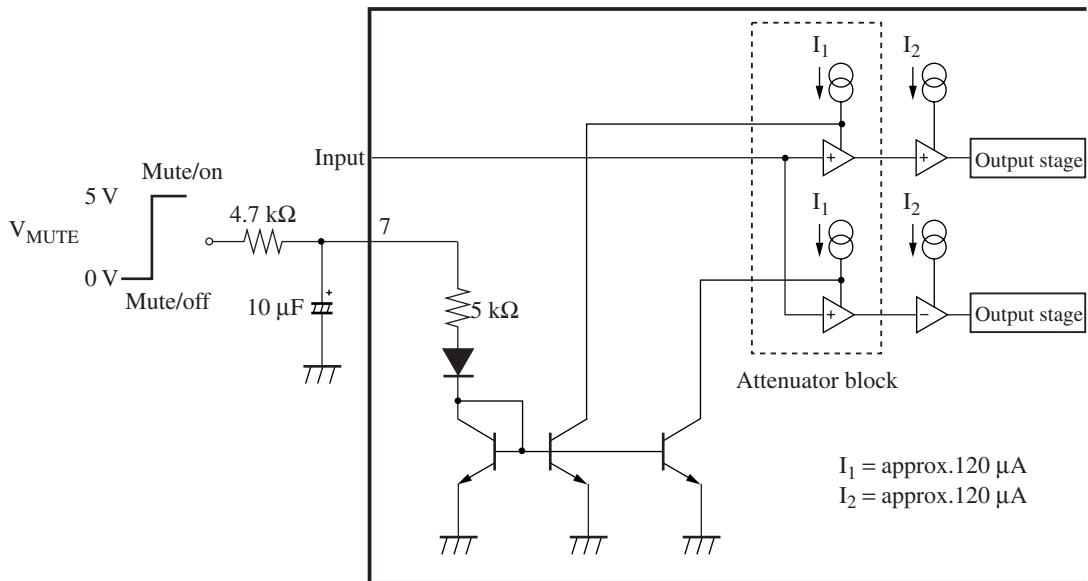 I1
I2
Input
+
+
Output stage
Mute/on
5 V
VMUTE
0 V
Mute/off
4.7 kΩ
7
+
10 μF
5 kΩ
I1
I2
+
−
Output stage
Attenuator block
I1 = approx.120 μA
I2 = approx.120 μA